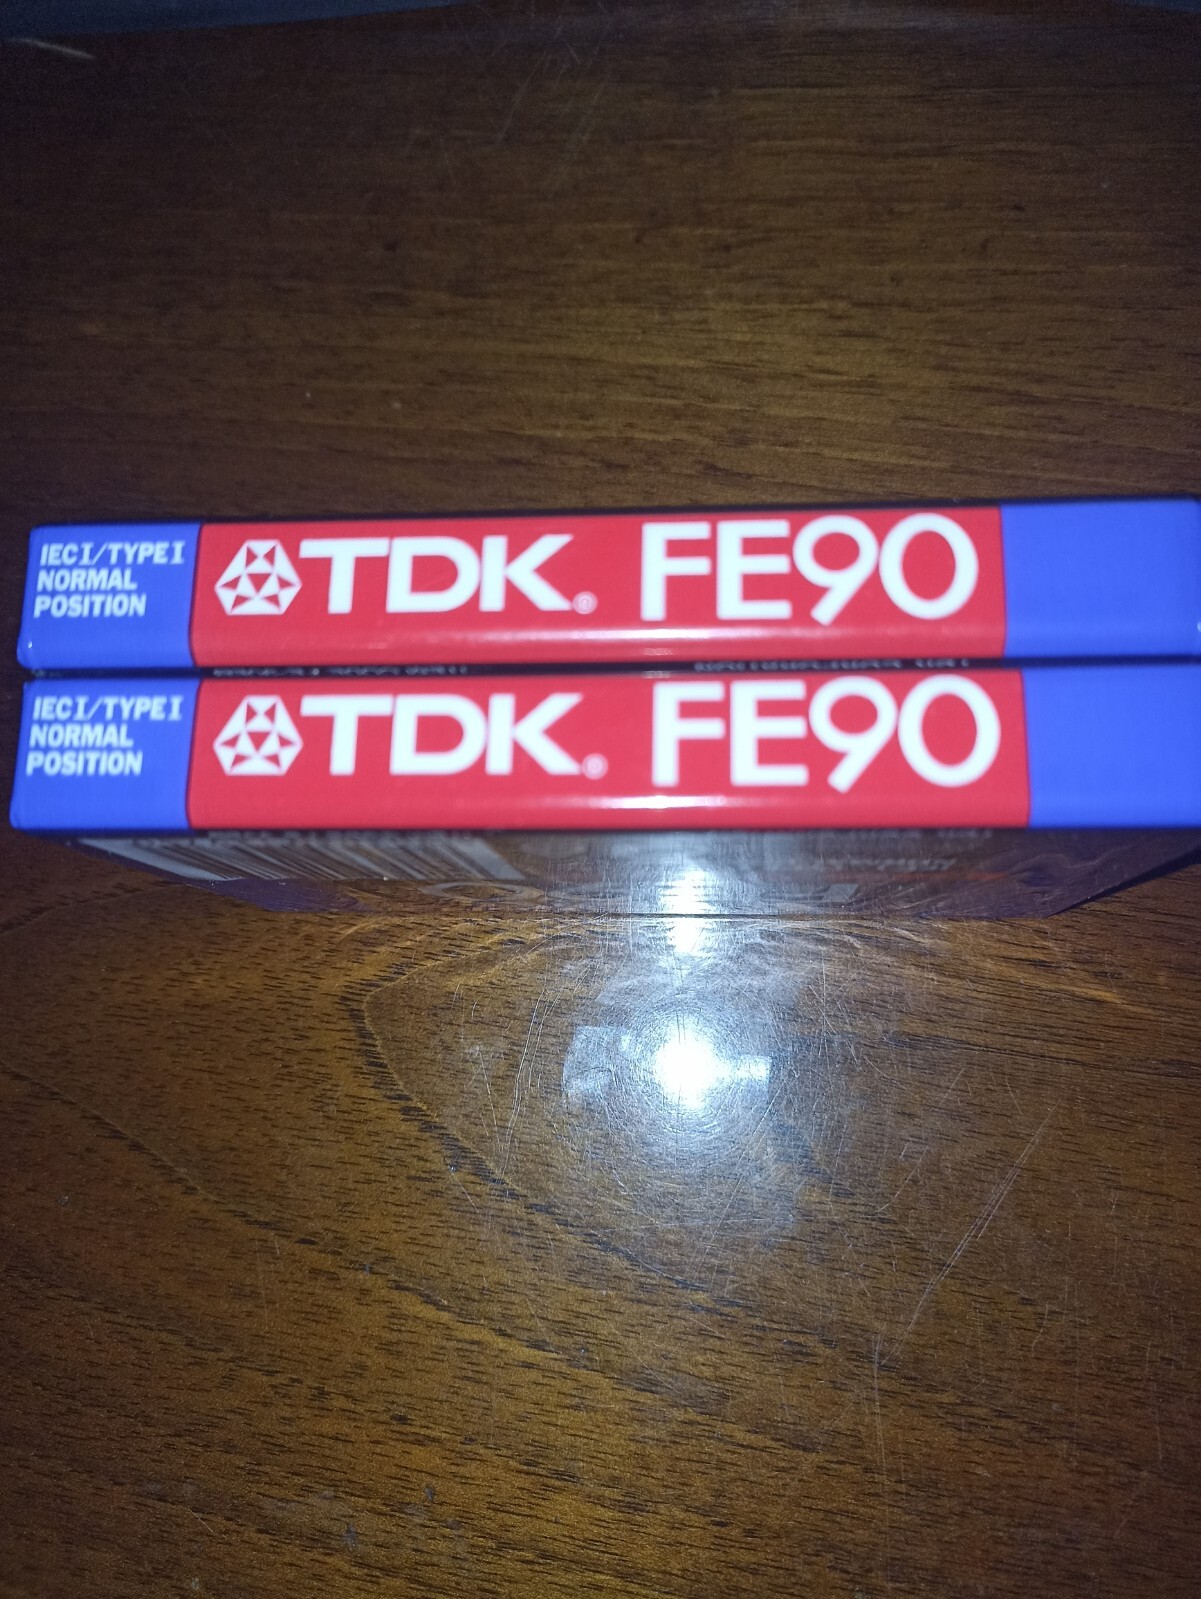 IECI/TYPEI
NORMAL
POSITION
TDK® FE90
IECI/TYPEI
NORMAL
POSITION
TDK® FE90